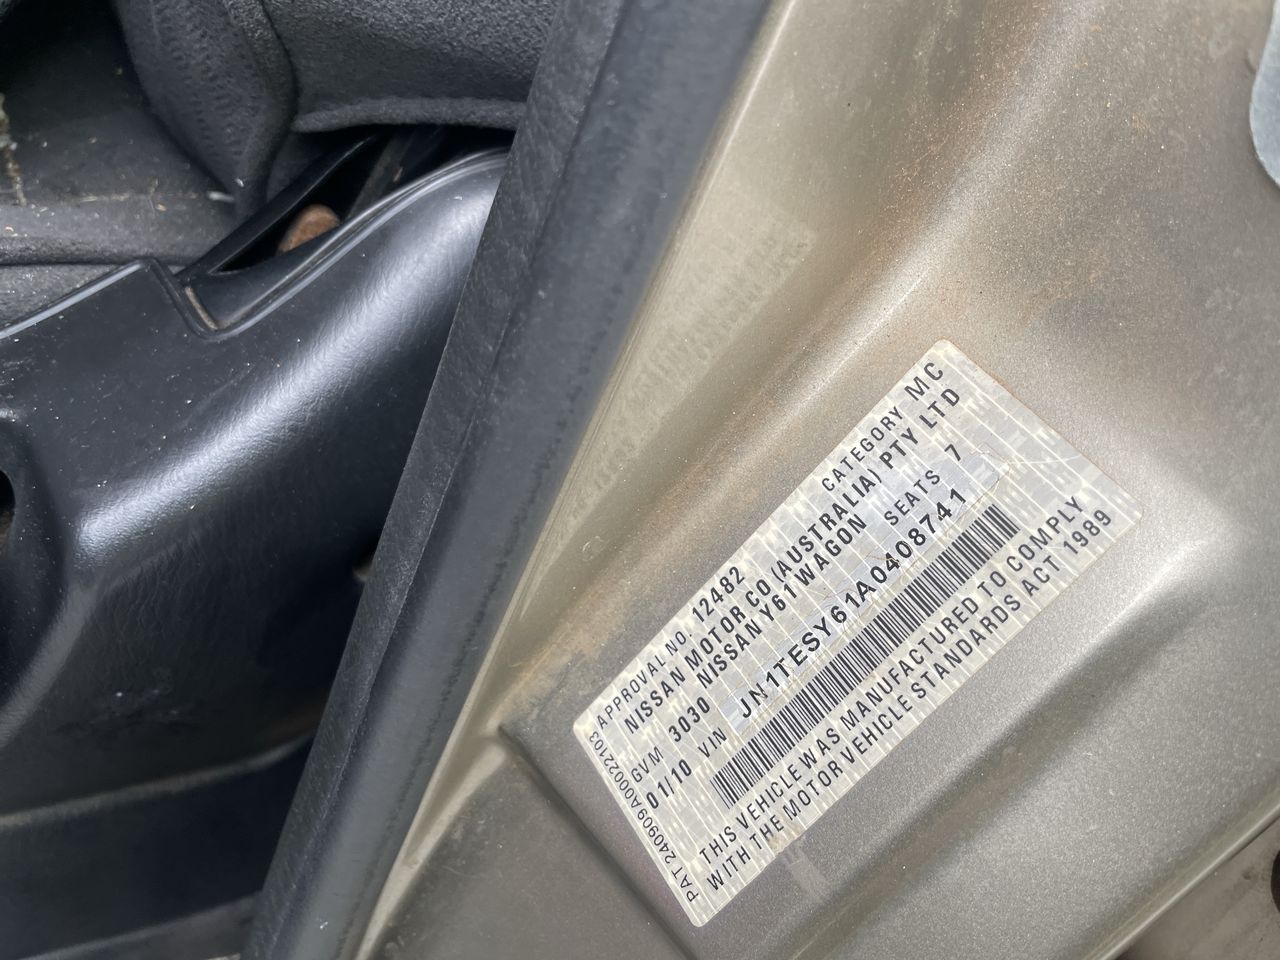 APPROVAL NO. 12482 CATEGORY MC
NISSAN MOTOR CO (AUSTRALIA) PTY LTD
GVM 3030 NISSAN Y61 WAGON SEATS 7
01/10 VIN JN1TESY61A0408741
THIS VEHICLE WAS MANUFACTURED TO COMPLY
WITH THE MOTOR VEHICLE STANDARDS ACT 1989
PAT 240909A00022103